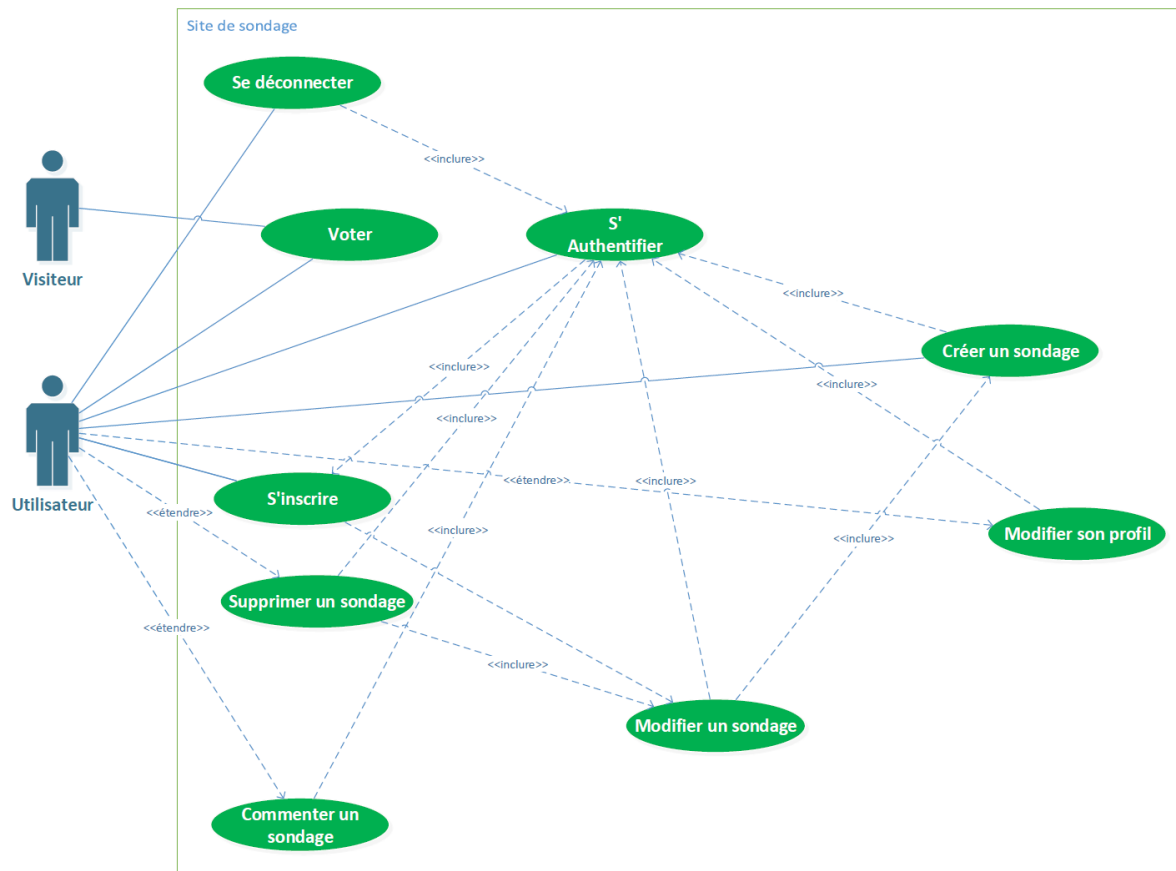 Site de sondage
Se déconnecter
<<inclure>>
Visiteur
Voter
S'
Authentifier
<<inclure>>
Créer un sondage
<<inclure>>
<<inclure>>
<<inclure>>
Utilisateur
S'inscrire
<<étendre>>
<<inclure>>
<<étendre>>
<<inclure>>
<<inclure>>
Modifier son profil
Supprimer un sondage
<<étendre>>
<<inclure>>
Modifier un sondage
Commenter un
sondage